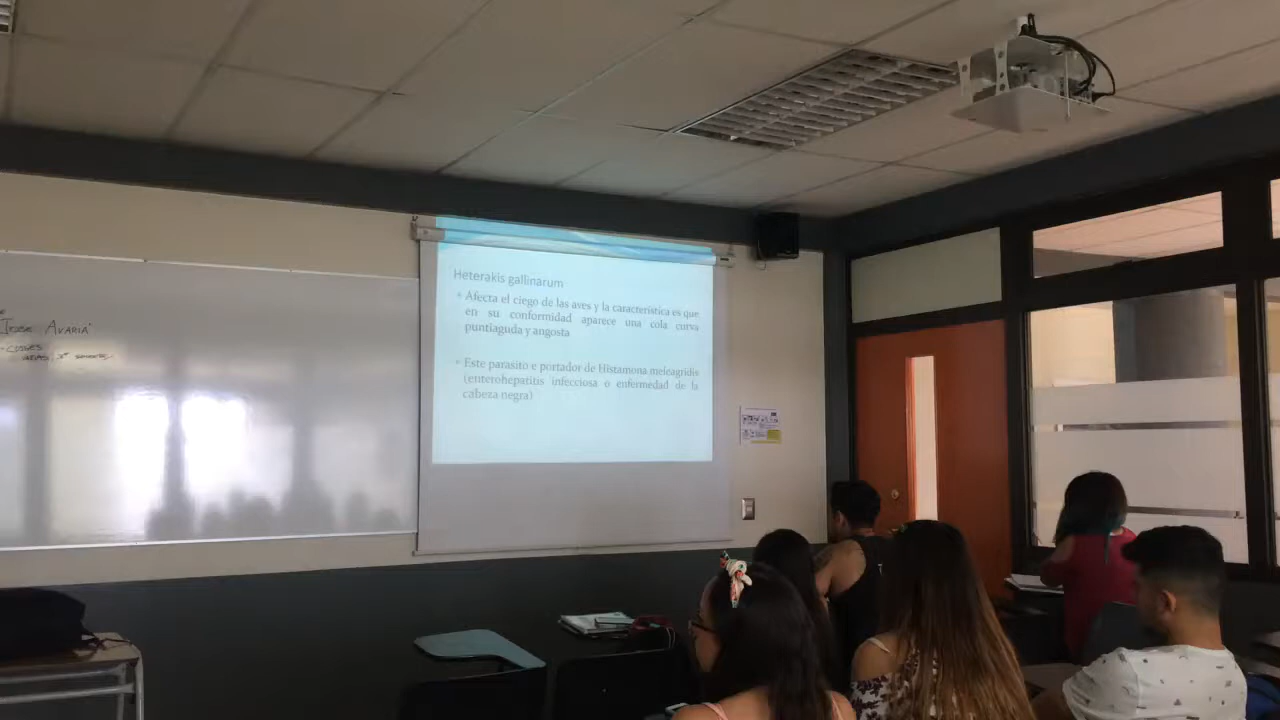 AVARIA
Heterakis gallinarum
Afecta el ciego de las aves y la característica es que
en su conformidad aparece una cola curva
puntiaguda y angosta
Este parasito e portador de Histamona meleagridis
(enterohepatitis infecciosa o enfermedad de la
cabeza negra)